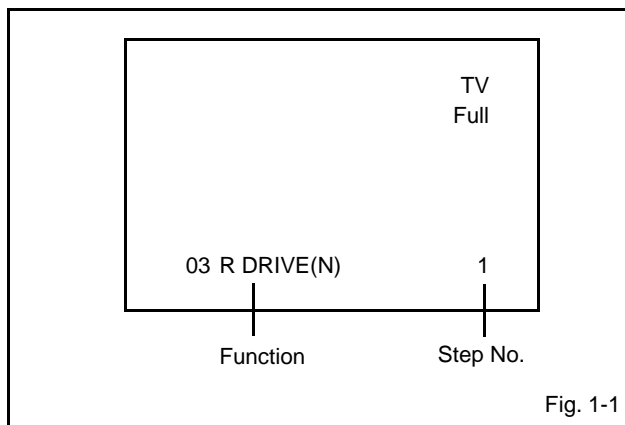 TV
Full
03 R DRIVE(N) 1
Function Step No.
Fig. 1-1